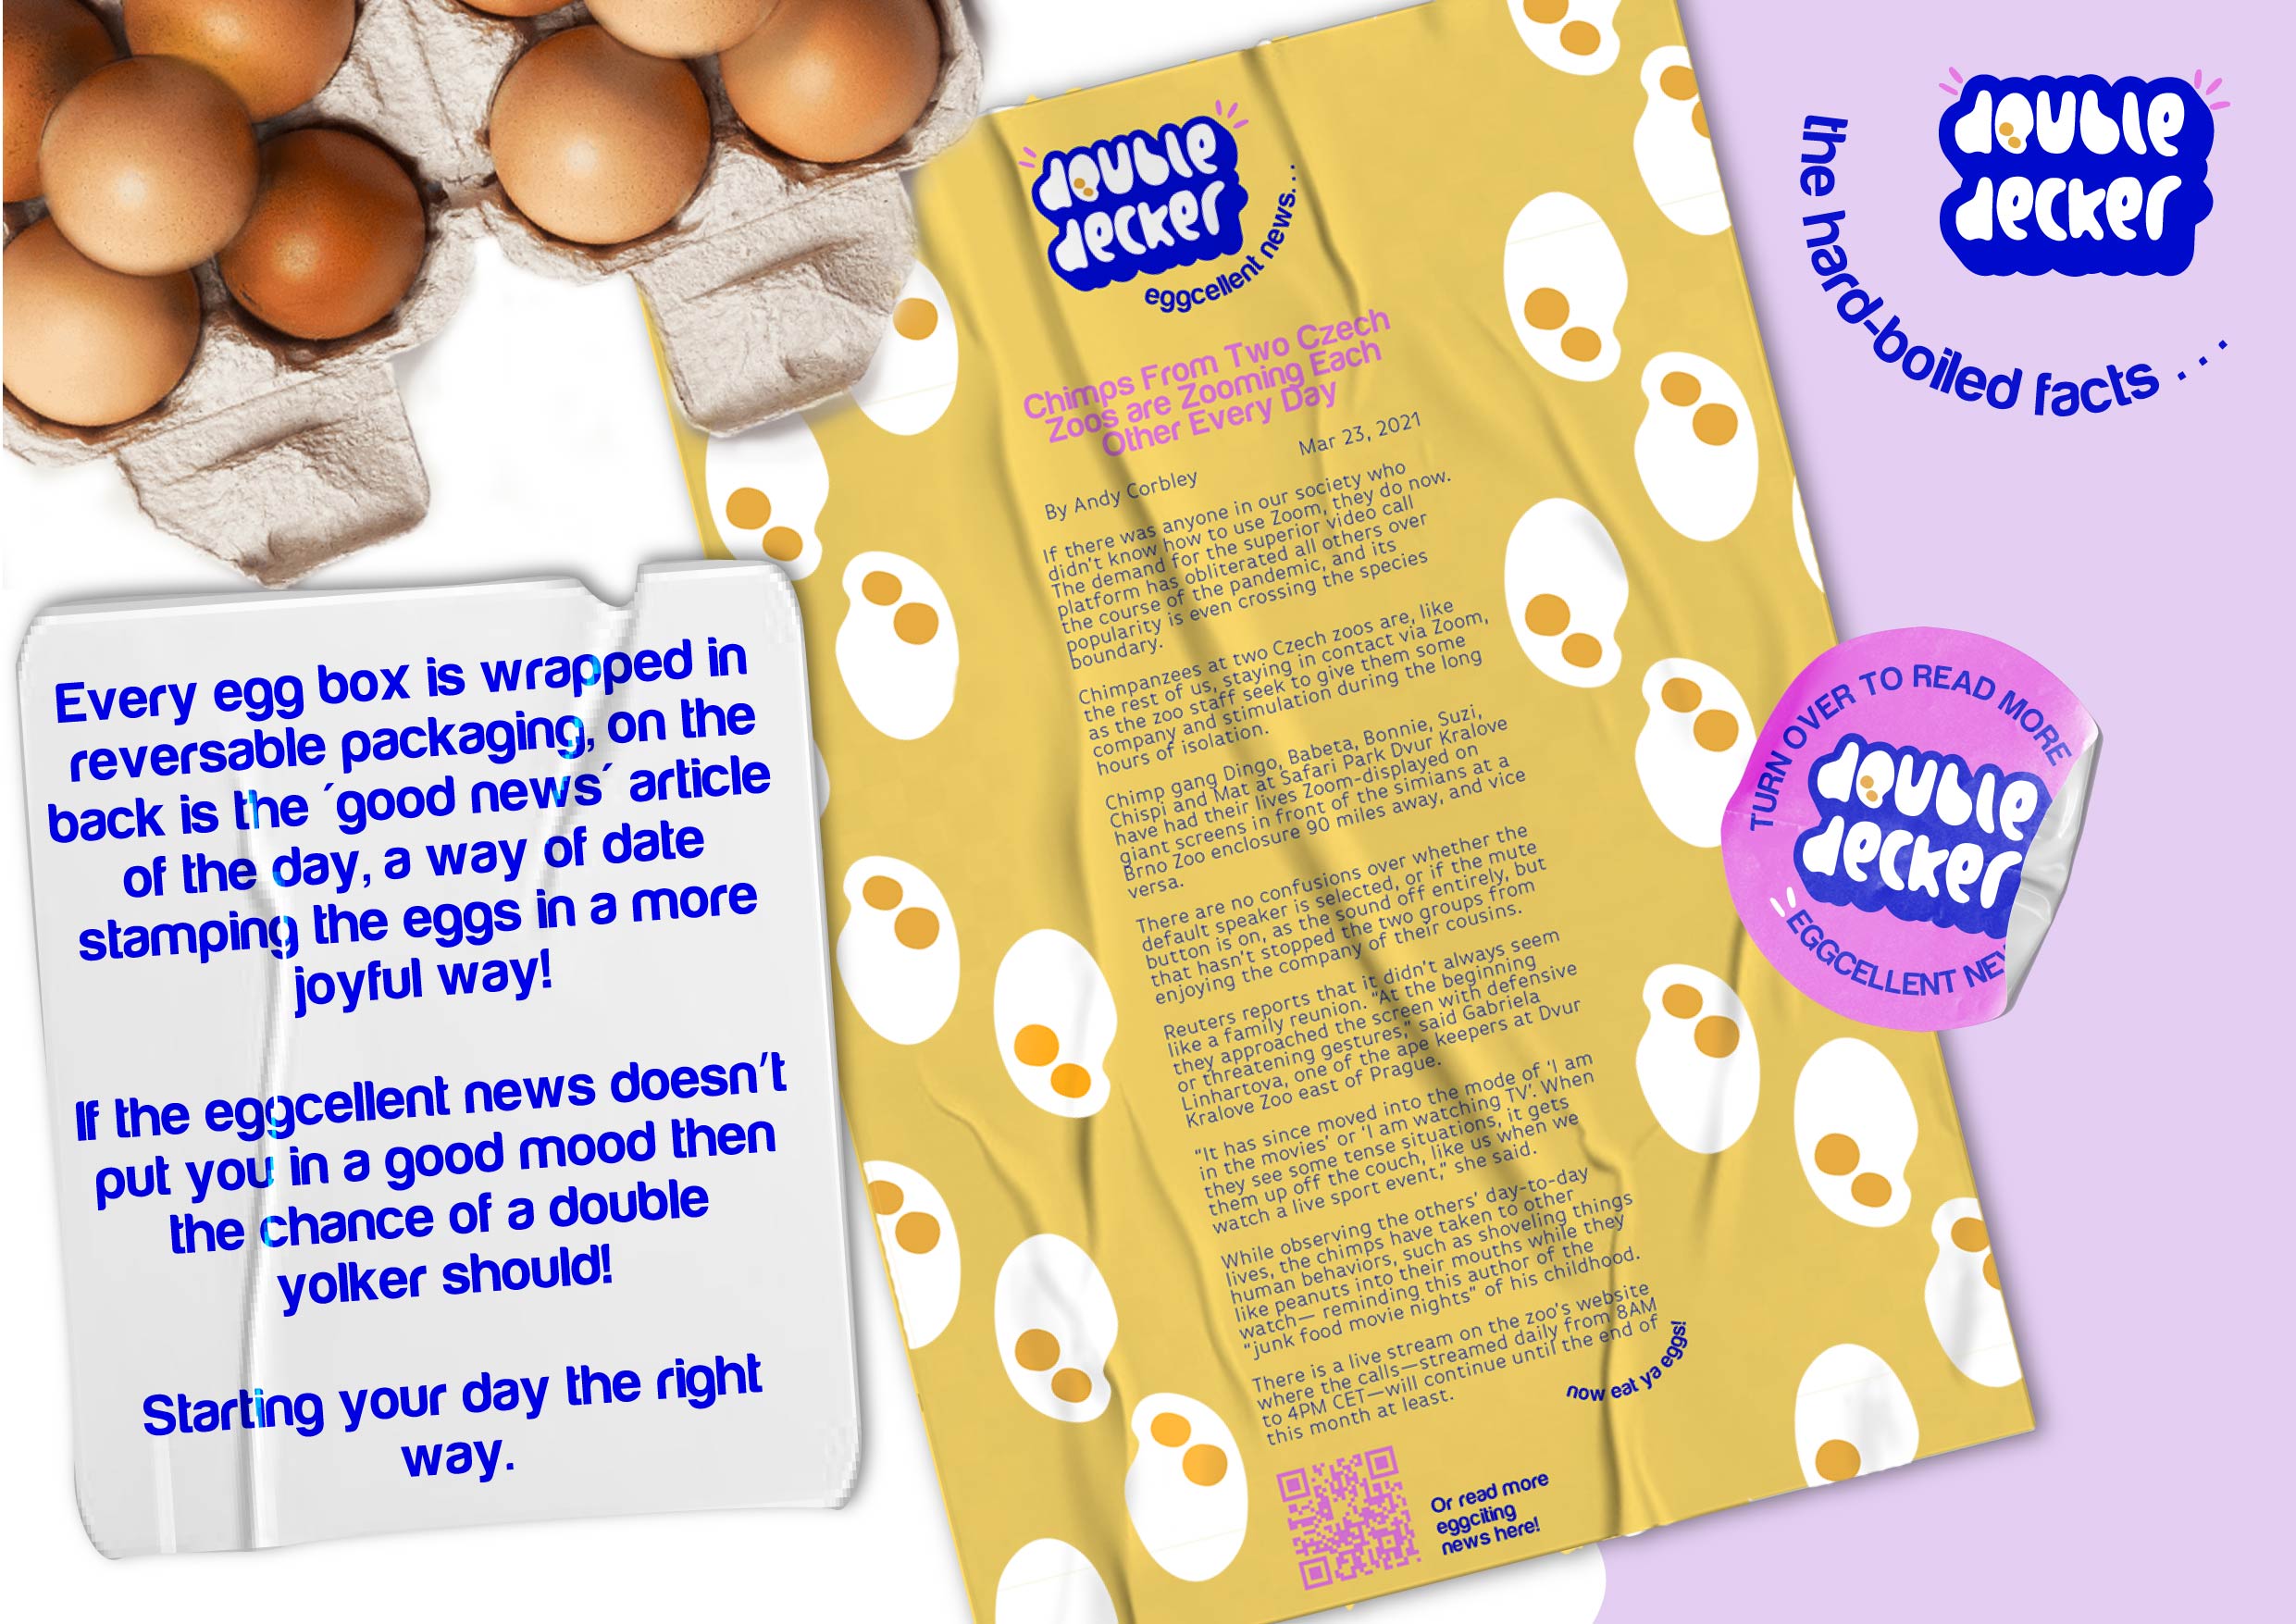 double
decker
the hard-boiled facts . . .
double
decker
eggcellent news. . .
Chimps From Two Czech
Zoos are Zooming Each
Other Every Day
Mar 23, 2021
By Andy Corbley
If there was anyone in our society who
didn't know how to use Zoom, they do now.
The demand for the superior video call
platform has obliterated all others over
the course of the pandemic, and its
popularity is even crossing the species
boundary.
Chimpanzees at two Czech zoos are, like
the rest of us, staying in contact via Zoom,
as the zoo staff seek to give them some
company and stimulation during the long
hours of isolation.
Chimp gang Dingo, Babeta, Bonnie, Suzi,
Chispi and Mat at Safari Park Dvur Kralove
have had their lives Zoom-displayed on
giant screens in front of the simians at a
Brno Zoo enclosure 90 miles away, and vice
versa.
There are no confusions over whether the
default speaker is selected, or if the mute
button is on, as the sound off entirely, but
that hasn't stopped the two groups from
enjoying the company of their cousins.
Reuters reports that it didn't always seem
like a family reunion. “At the beginning
they approached the screen with defensive
or threatening gestures,” said Gabriela
Linhartova, one of the ape keepers at Dvur
Kralove Zoo east of Prague.
“It has since moved into the mode of ‘I am
in the movies’ or ‘I am watching TV’. When
they see some tense situations, it gets
them up off the couch, like us when we
watch a live sport event,” she said.
While observing the others’ day-to-day
lives, the chimps have taken to other
human behaviors, such as shoveling things
like peanuts into their mouths while they
watch— reminding this author of the
“junk food movie nights” of his childhood.
There is a live stream on the zoo’s website
where the calls—streamed daily from 8AM
to 4PM CET—will continue until the end of
this month at least.
now eat ya eggs!
Or read more
eggciting
news here!
TURN OVER TO READ MORE
double
decker
EGGCELLENT
Every egg box is wrapped in
reversable packaging, on the
back is the ´good news´ article
of the day, a way of date
stamping the eggs in a more
joyful way!
If the eggcellent news doesn't
put you in a good mood then
the chance of a double
yolker should!
Starting your day the right
way.